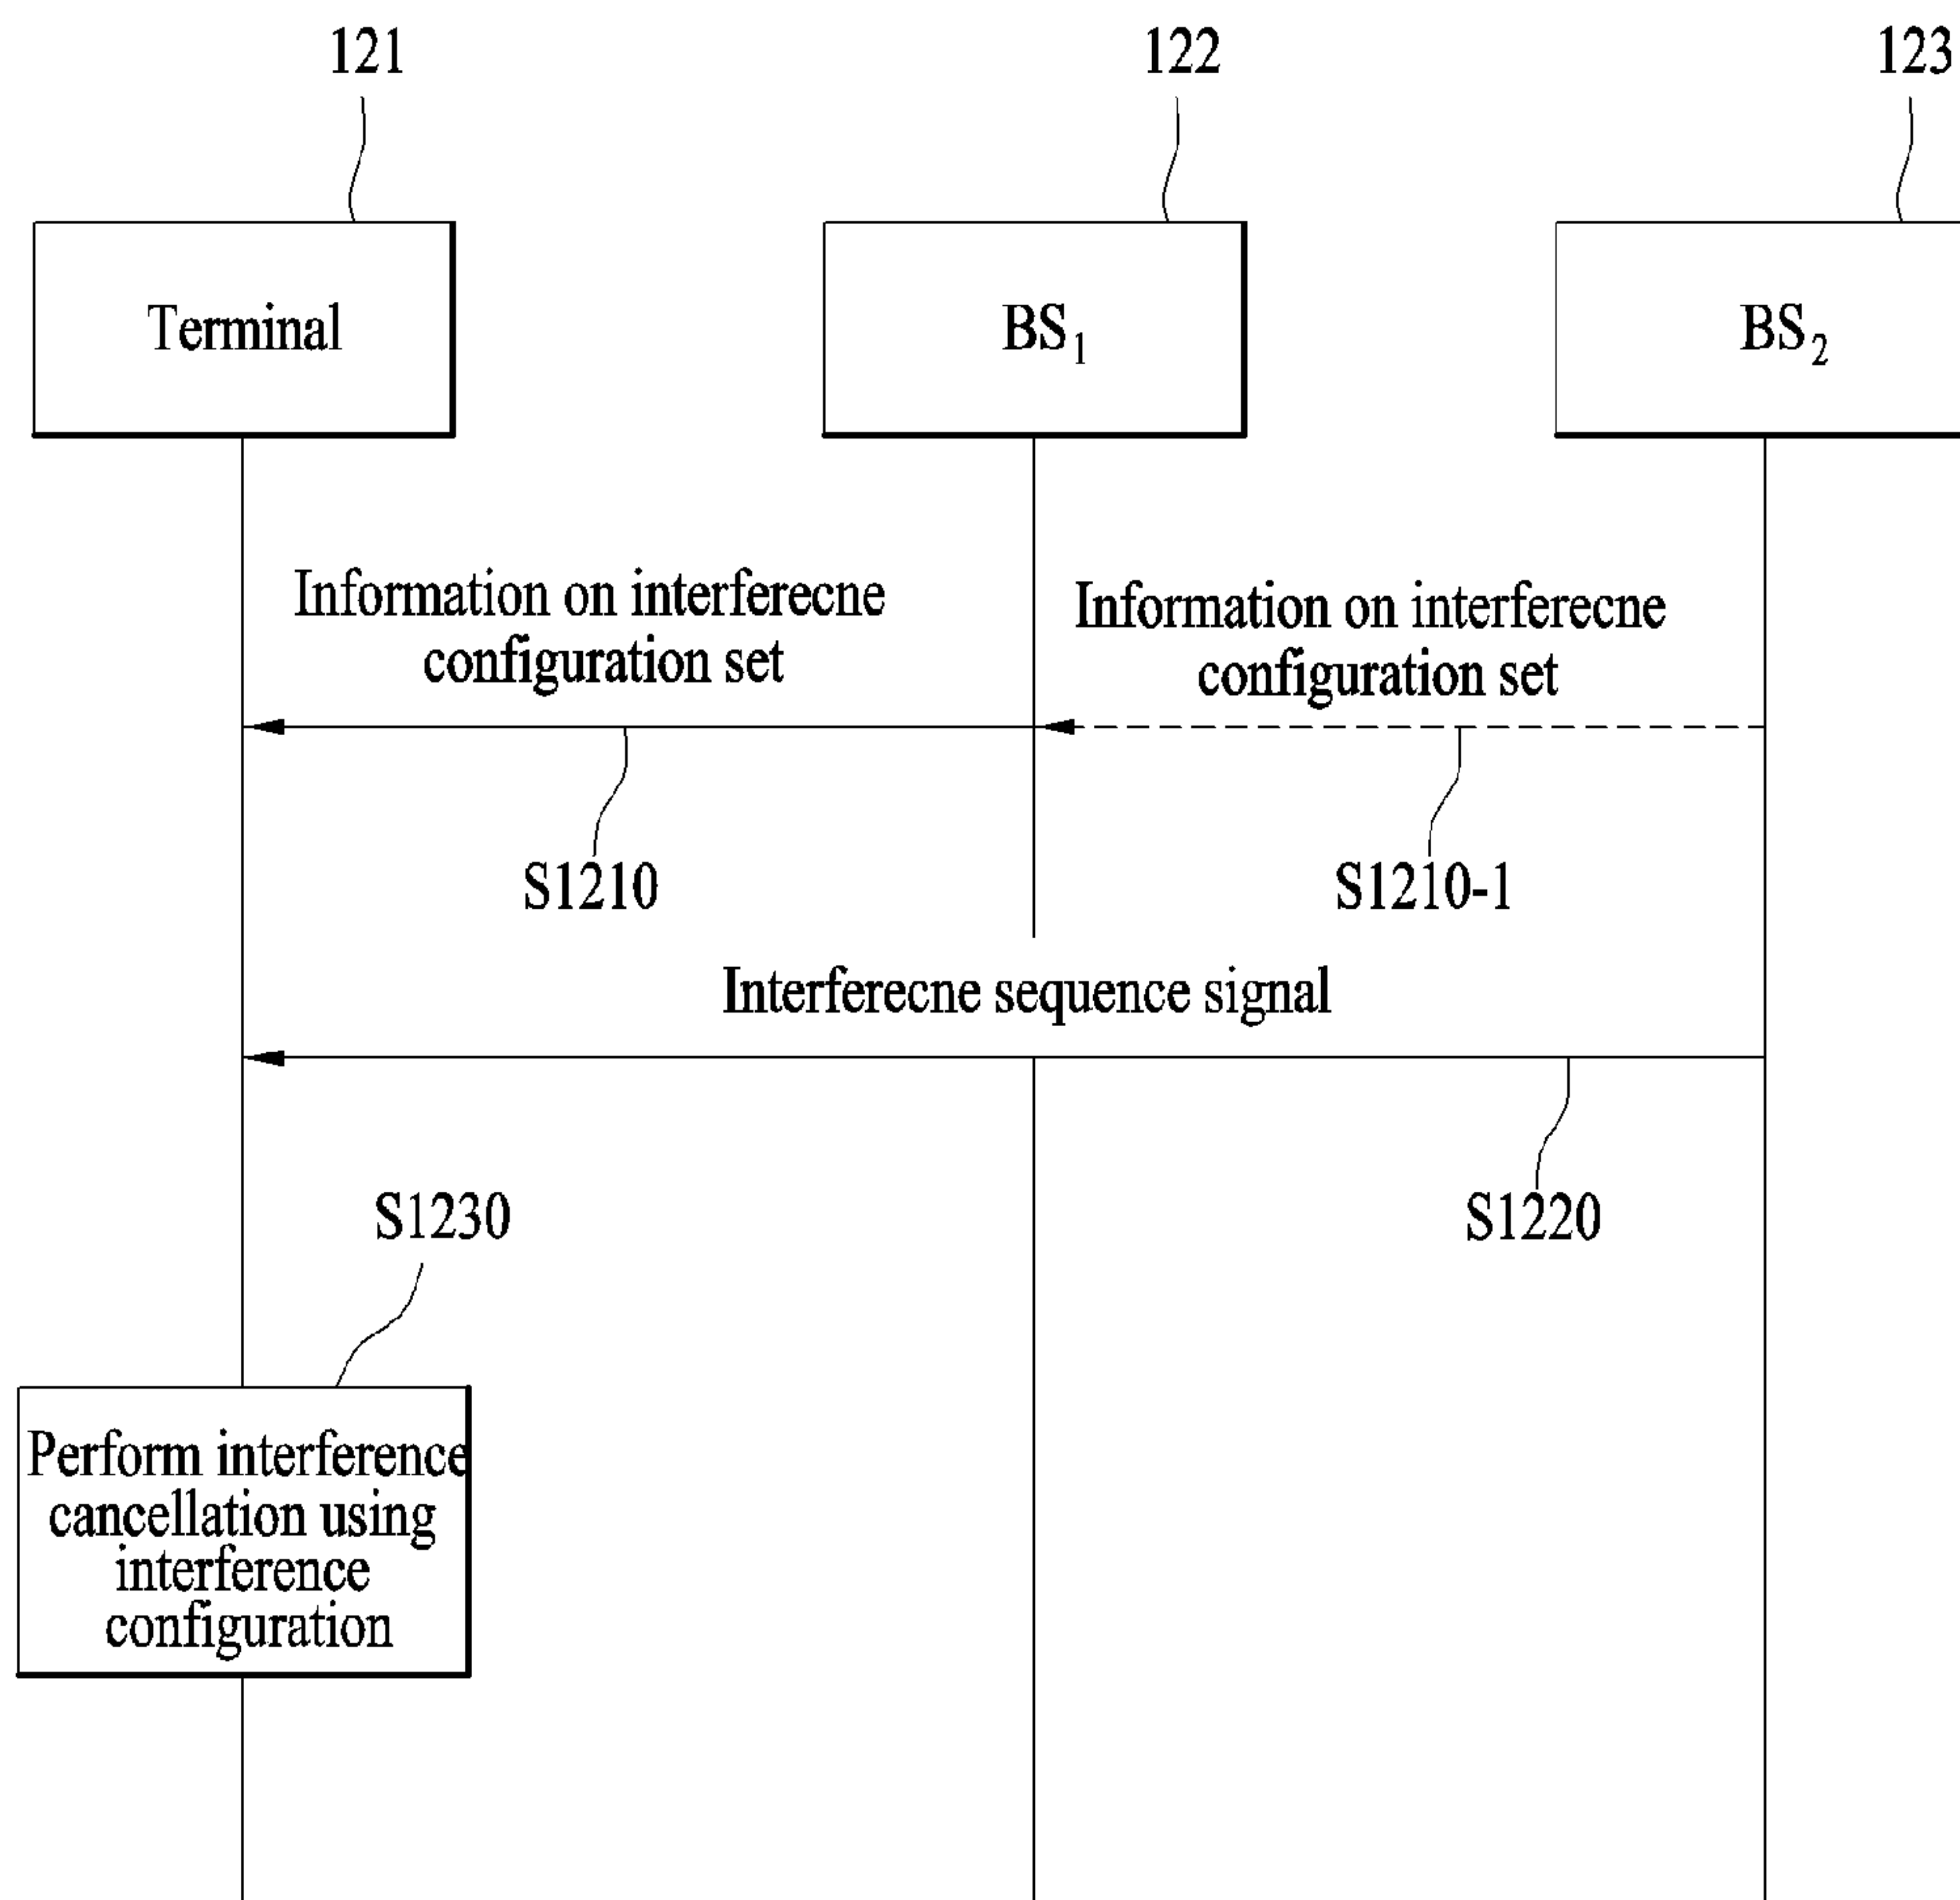 121
122
123
Terminal
BS1
BS2
Information on interferecne
configuration set
Information on interferecne
configuration set
S1210
S1210-1
Interferecne sequence signal
S1220
S1230
Perform interference
cancellation using
interference
configuration